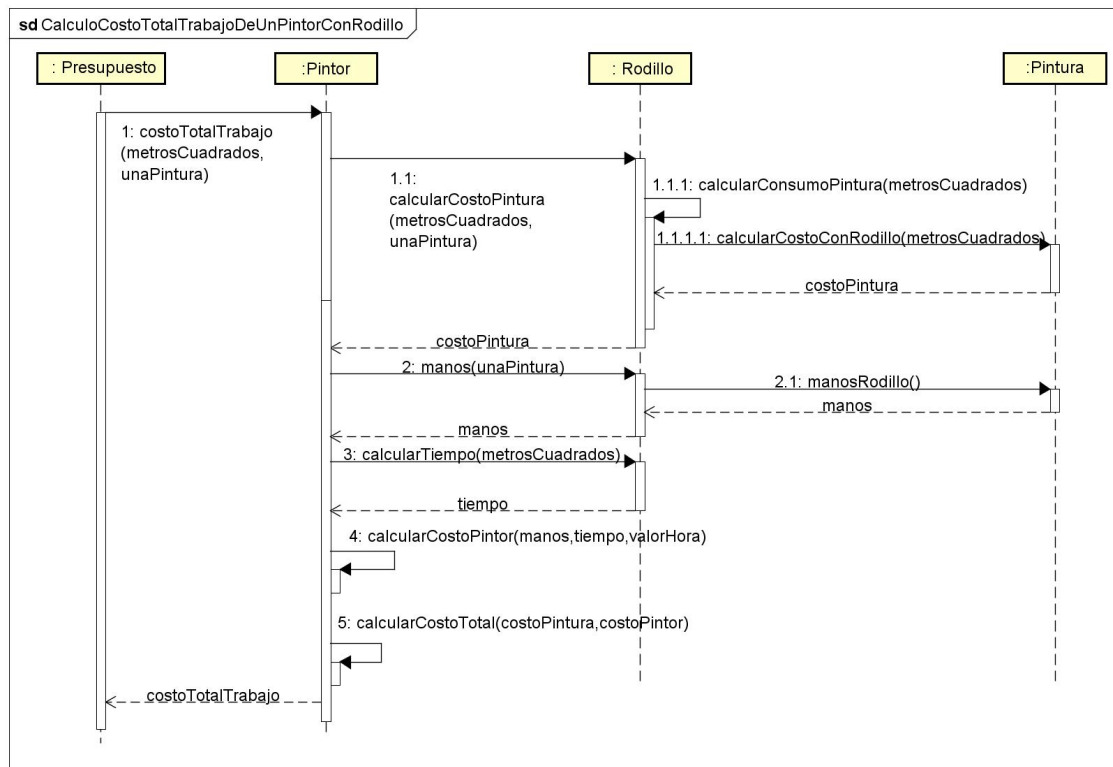 sd CalculoCostoTotalTrabajoDeUnPintorConRodillo
: Presupuesto
:Pintor
: Rodillo
:Pintura
1: costoTotalTrabajo
(metrosCuadrados,
unaPintura)
1.1:
calcularCostoPintura
(metrosCuadrados,
unaPintura)
1.1.1: calcularConsumoPintura(metrosCuadrados)
1.1.1.1: calcularCostoConRodillo(metrosCuadrados)
costoPintura
costoPintura
2: manos(unaPintura)
2.1: manosRodillo()
manos
manos
3: calcularTiempo(metrosCuadrados)
tiempo
4: calcularCostoPintor(manos,tiempo,valorHora)
5: calcularCostoTotal(costoPintura,costoPintor)
costoTotalTrabajo